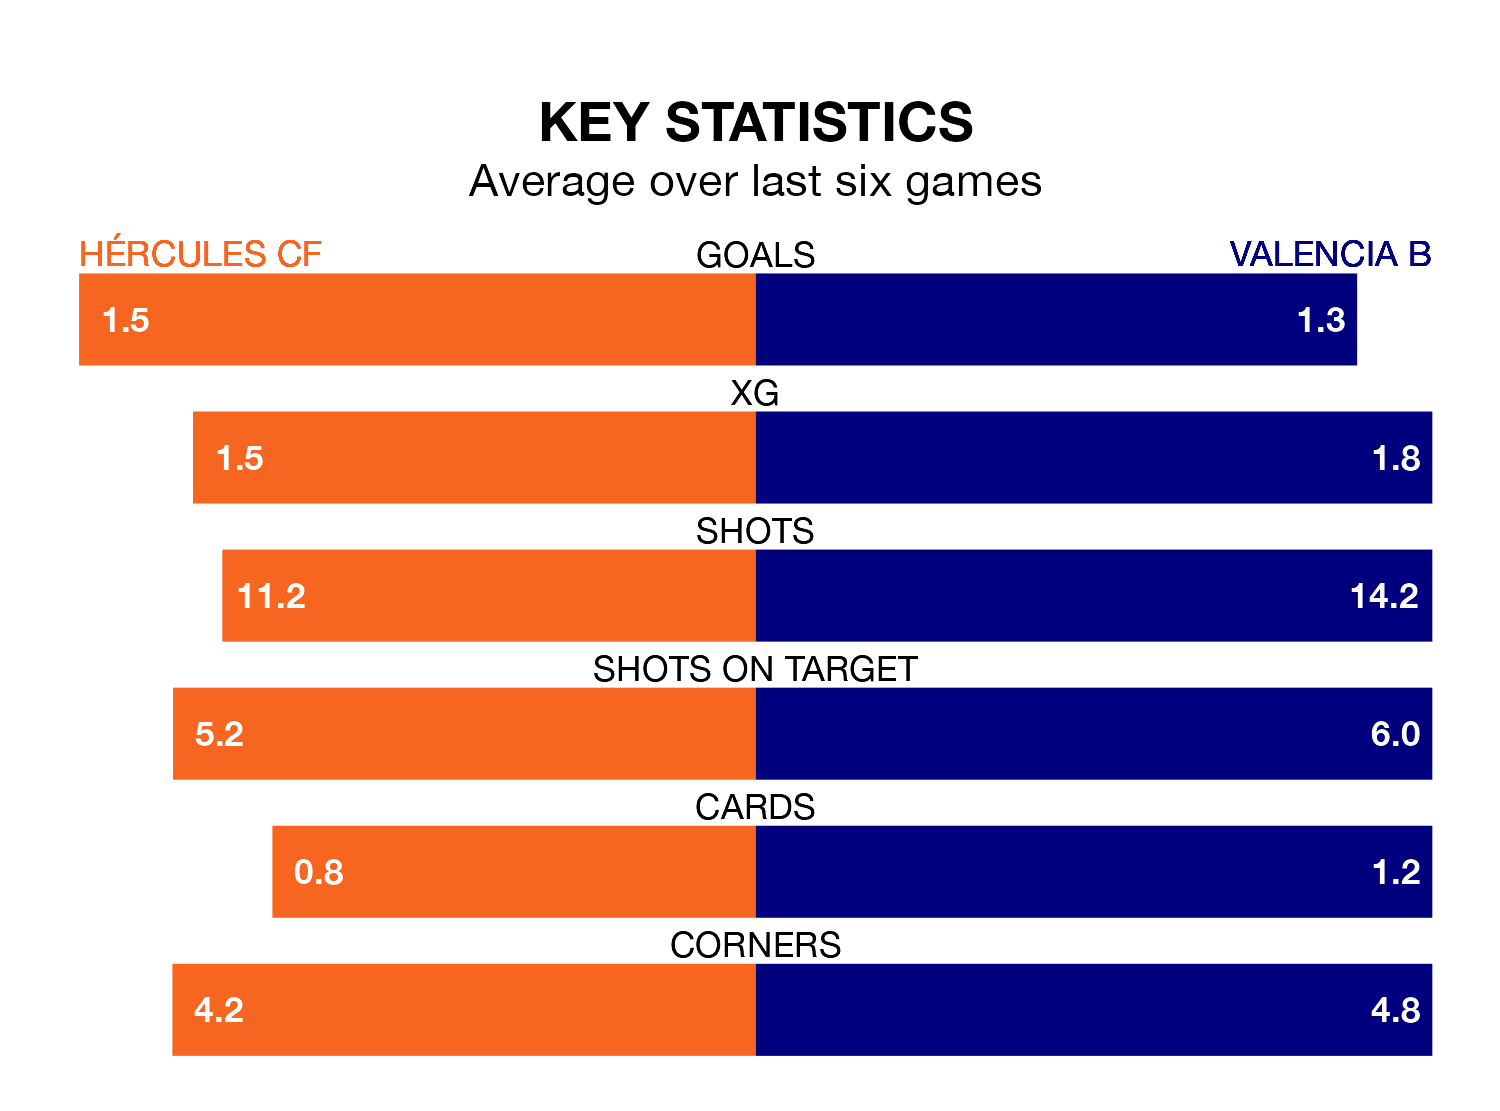 KEY STATISTICS
Average over last six games
HÉRCULES CF GOALS VALENCIA B
1.5 1.3
XG
1.5 1.8
SHOTS
11.2 14.2
SHOTS ON TARGET
5.2 6.0
CARDS
0.8 1.2
CORNERS
4.2 4.8